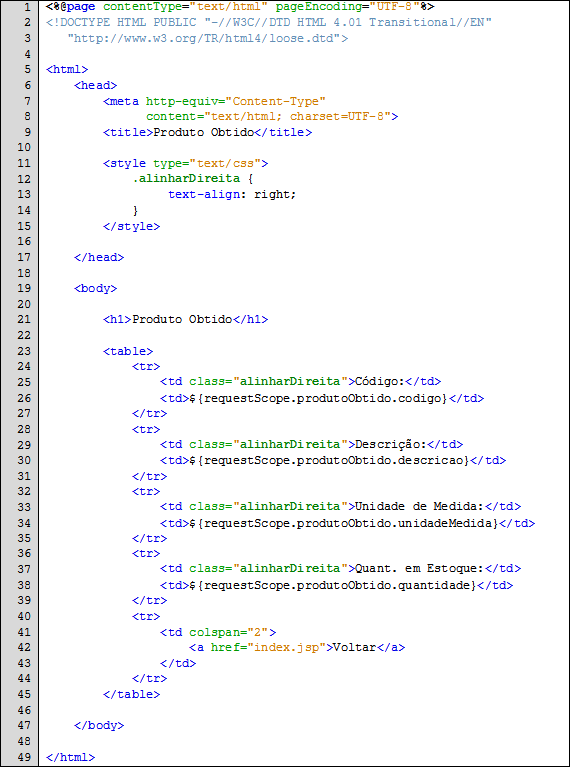 1 <%@page contentType="text/html" pageEncoding="UTF-8"%>
2 <!DOCTYPE HTML PUBLIC "-//W3C//DTD HTML 4.01 Transitional//EN"
3    "http://www.w3.org/TR/html4/loose.dtd">
4
5 <html>
6     <head>
7         <meta http-equiv="Content-Type"
8               content="text/html; charset=UTF-8">
9         <title>Produto Obtido</title>
10
11         <style type="text/css">
12             .alinharDireita {
13                  text-align: right;
14             }
15         </style>
16
17     </head>
18
19     <body>
20
21         <h1>Produto Obtido</h1>
22
23         <table>
24             <tr>
25                 <td class="alinharDireita">Código:</td>
26                 <td>${requestScope.produtoObtido.codigo}</td>
27             </tr>
28             <tr>
29                 <td class="alinharDireita">Descrição:</td>
30                 <td>${requestScope.produtoObtido.descricao}</td>
31             </tr>
32             <tr>
33                 <td class="alinharDireita">Unidade de Medida:</td>
34                 <td>${requestScope.produtoObtido.unidadeMedida}</td>
35             </tr>
36             <tr>
37                 <td class="alinharDireita">Quant. em Estoque:</td>
38                 <td>${requestScope.produtoObtido.quantidade}</td>
39             </tr>
40             <tr>
41                 <td colspan="2">
42                     <a href="index.jsp">Voltar</a>
43                 </td>
44             </tr>
45         </table>
46
47     </body>
48
49 </html>